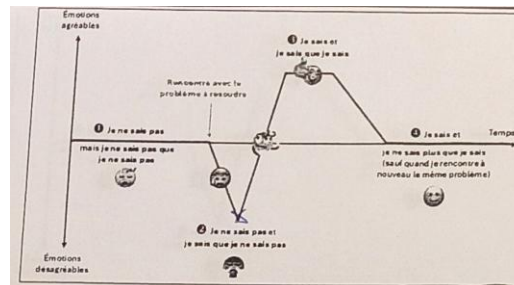 Émotions
agréables
❸ Je sais et
je sais que je sais
Rencontre avec le
problème à résoudre
❶ Je ne sais pas
mais je ne sais pas que
je ne sais pas
❹ Je sais et
je ne sais plus que je sais
(sauf quand je rencontre à
nouveau le même problème)
Temps
❷ Je ne sais pas et
je sais que je ne sais pas
Émotions
désagréables